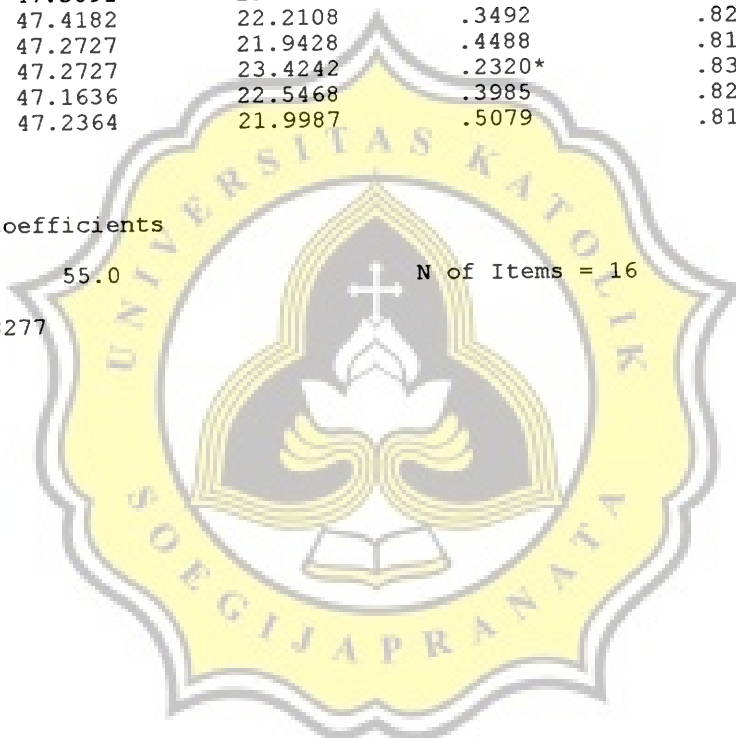 47.4182 22.2108 .3492 .82
47.2727 21.9428 .4488 .81
47.2727 23.4242 .2320* .83
47.1636 22.5468 .3985 .82
47.2364 21.9987 .5079 .81
UNIVERSITAS KATOLIK
oefficients
55.0 N of Items = 16
277
SOEGIJAPRANATA